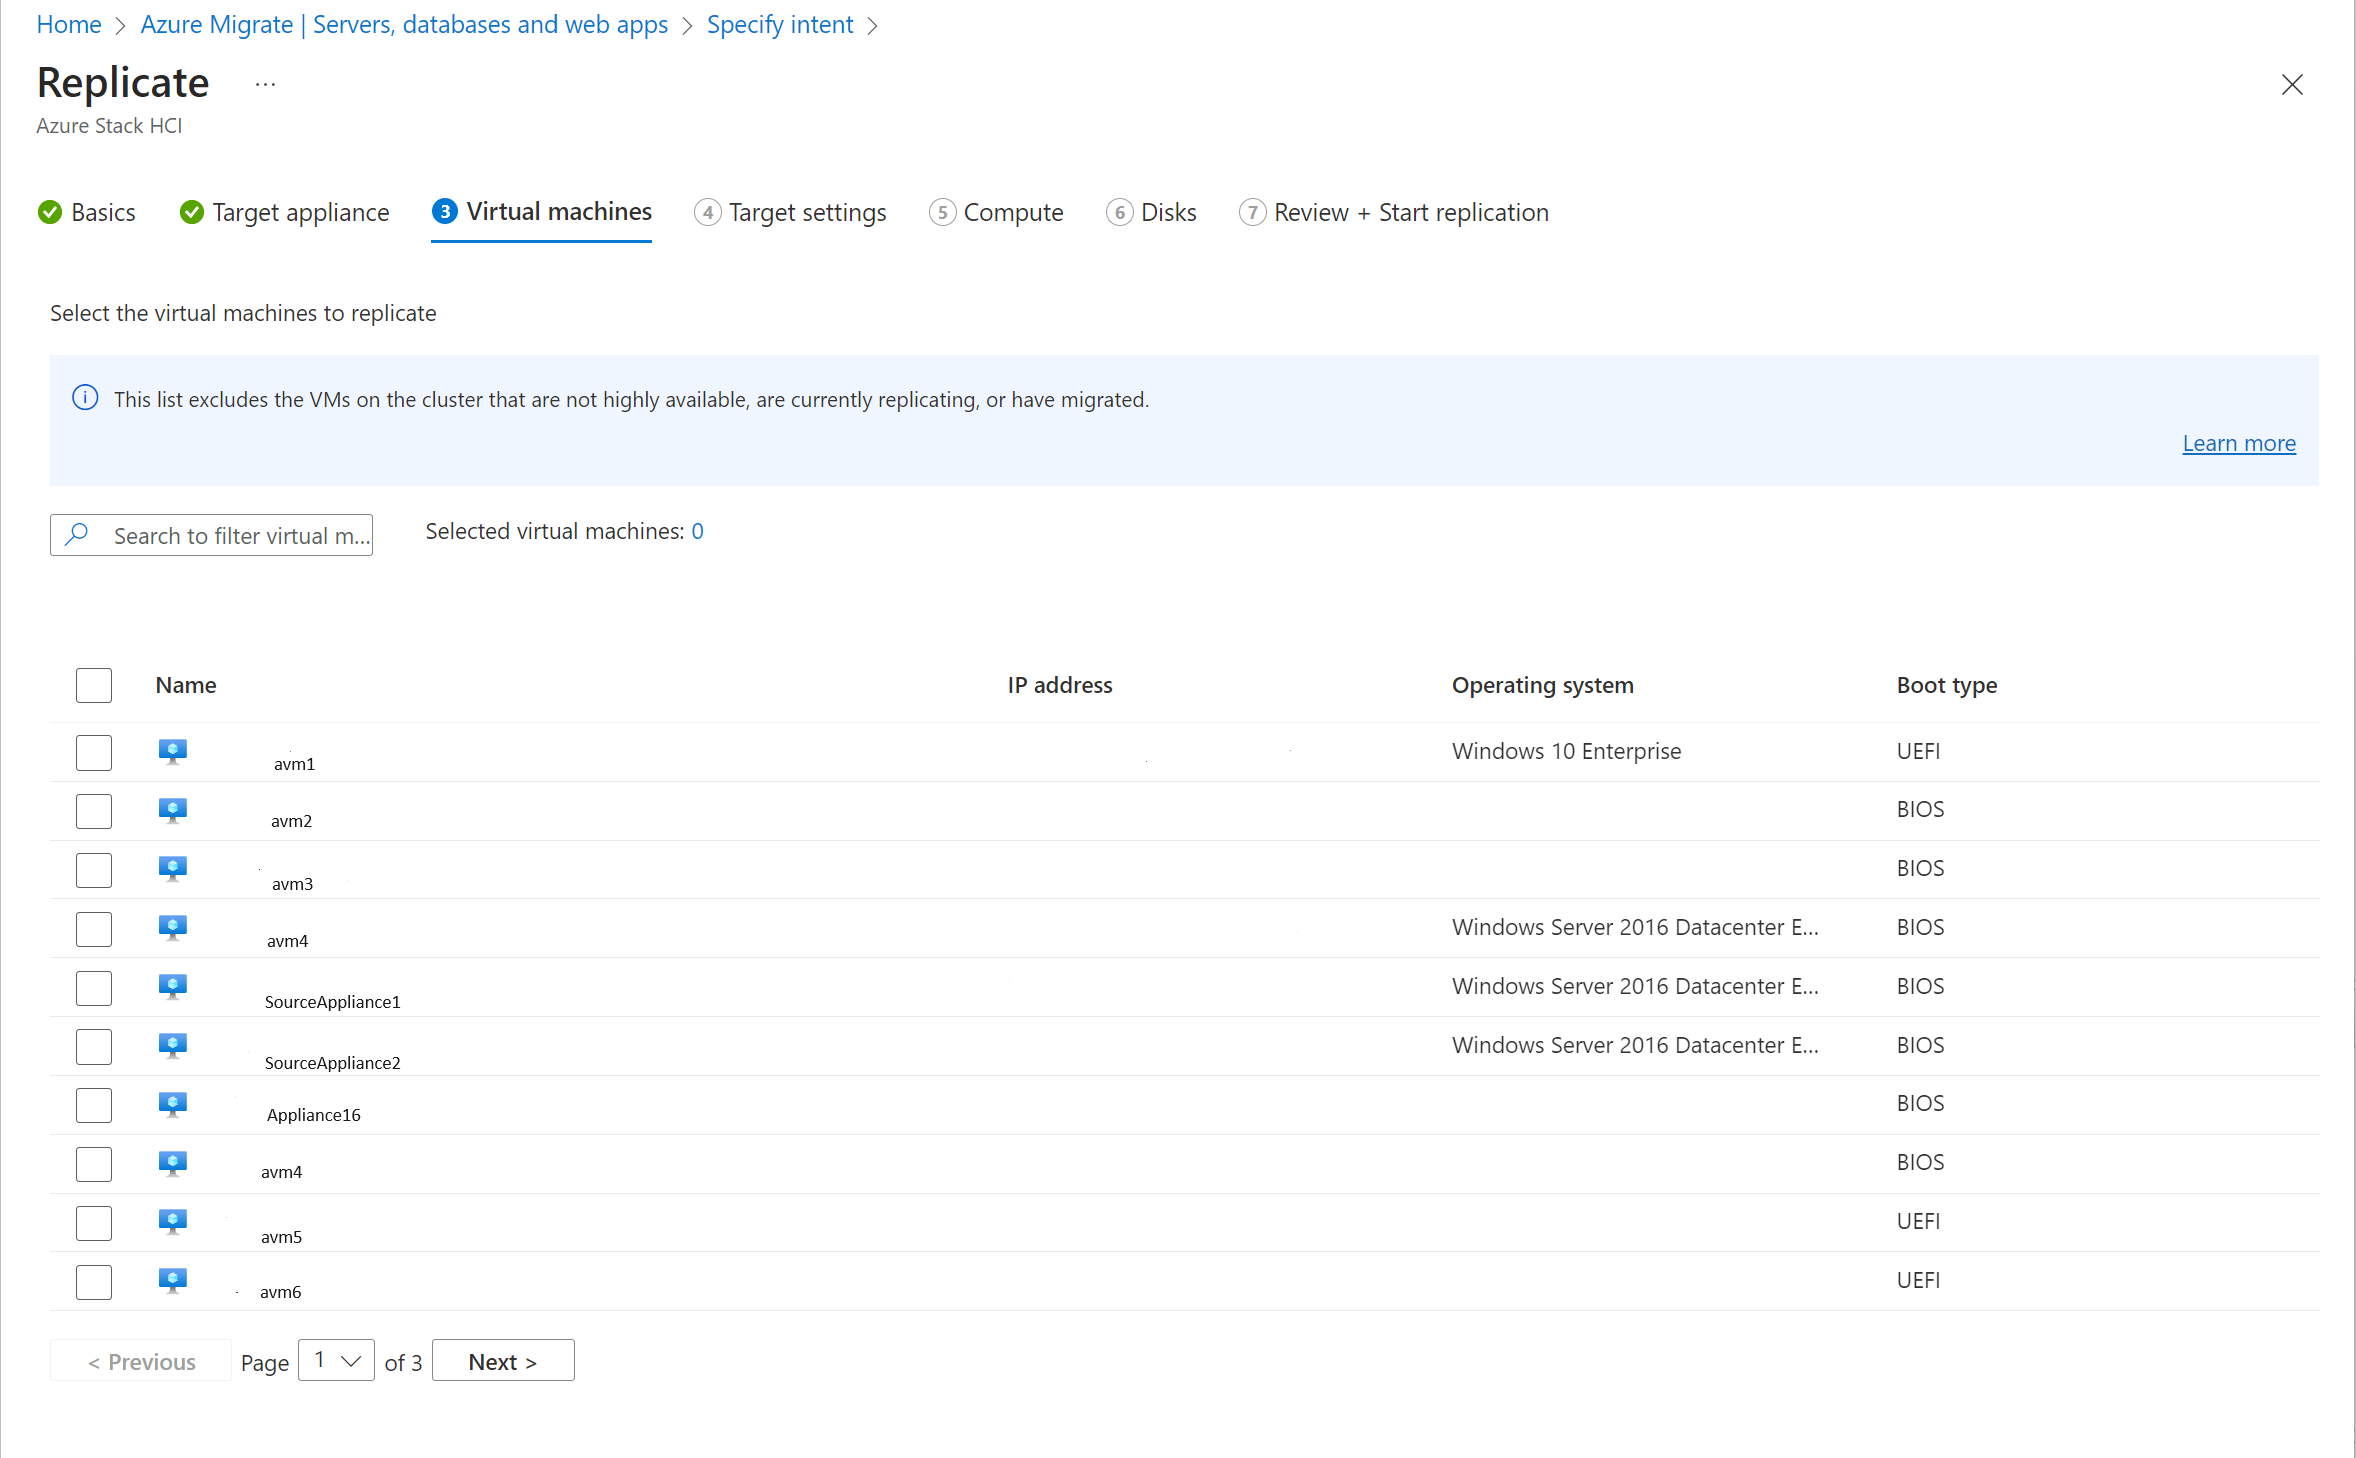 Home > Azure Migrate | Servers, databases and web apps > Specify intent >
Replicate ...
Azure Stack HCI
Basics Target appliance 3 Virtual machines 4 Target settings 5 Compute 6 Disks 7 Review + Start replication
Select the virtual machines to replicate
This list excludes the VMs on the cluster that are not highly available, are currently replicating, or have migrated.
Learn more
Search to filter virtual m... Selected virtual machines: 0
Name IP address Operating system Boot type
avm1 Windows 10 Enterprise UEFI
avm2 BIOS
avm3 BIOS
avm4 Windows Server 2016 Datacenter E... BIOS
SourceAppliance1 Windows Server 2016 Datacenter E... BIOS
SourceAppliance2 Windows Server 2016 Datacenter E... BIOS
Appliance16 BIOS
avm4 BIOS
avm5 UEFI
avm6 UEFI
< Previous Page 1 of 3 Next >